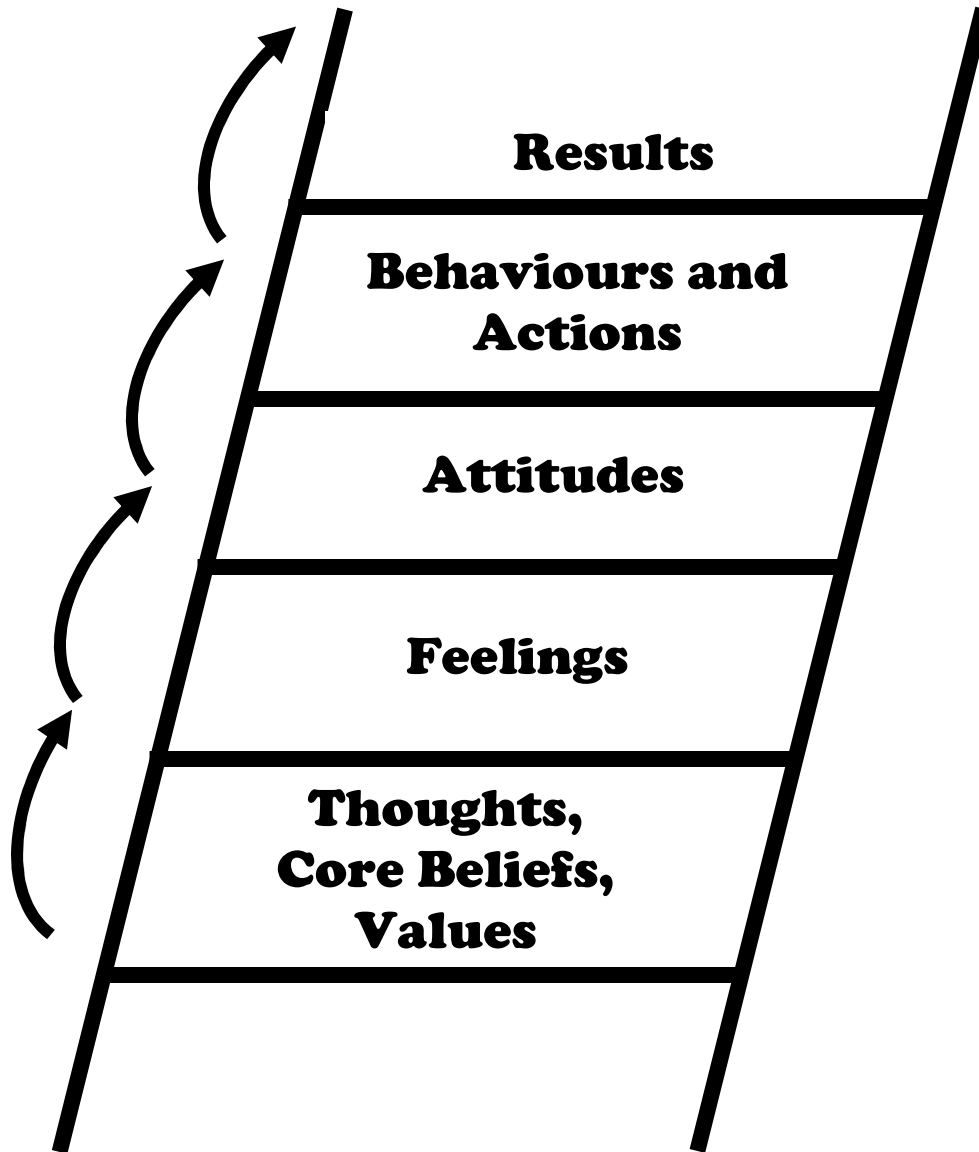 Results
Behaviours and
Actions
Attitudes
Feelings
Thoughts,
Core Beliefs,
Values